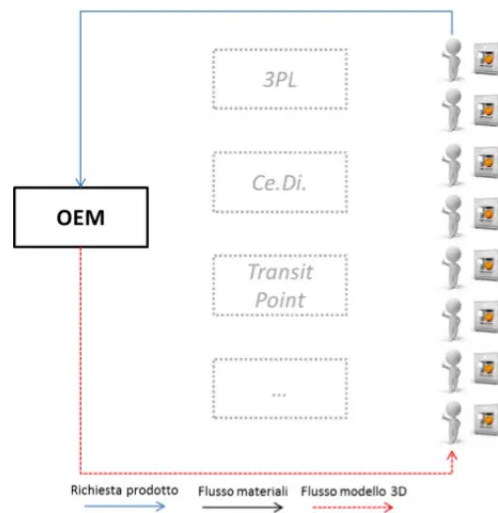 3PL
Ce.Di.
OEM
Transit
Point
...
Richiesta prodotto
Flusso materiali
Flusso modello 3D